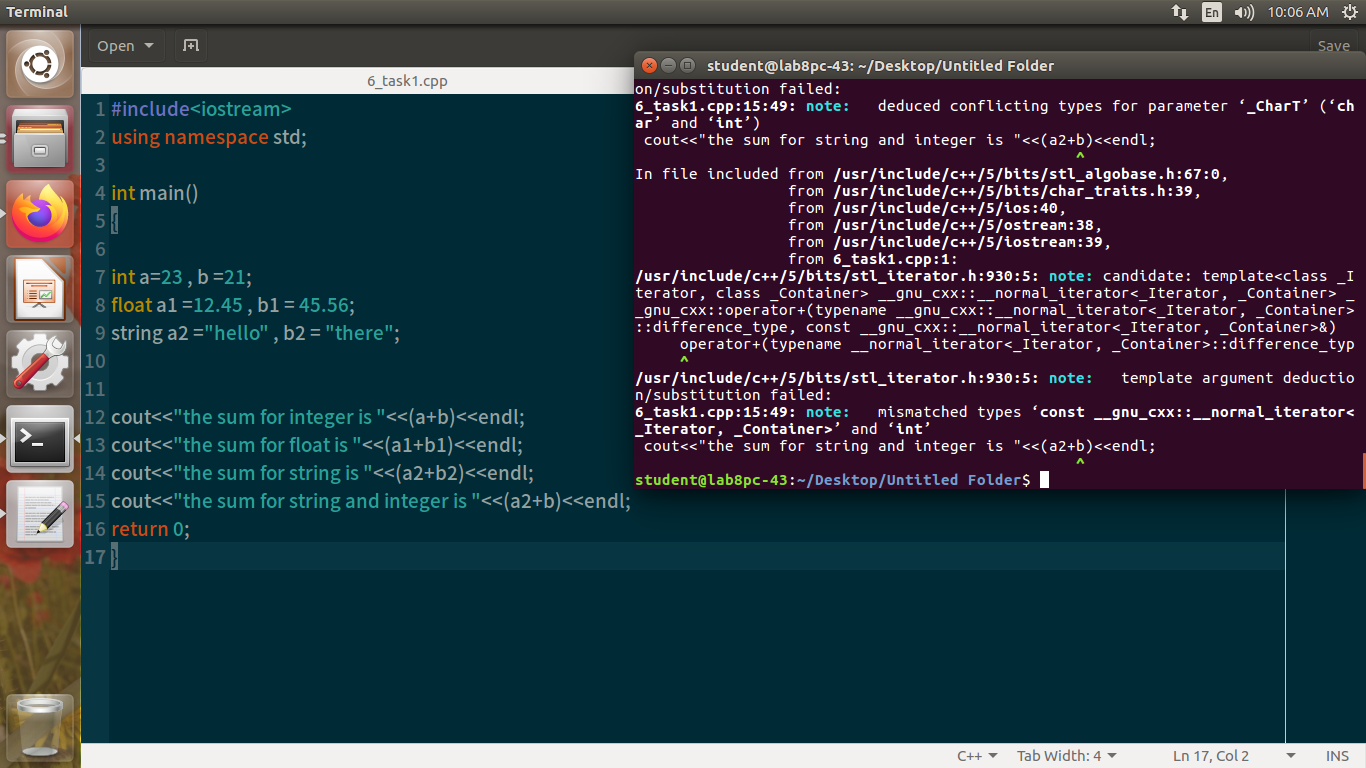 Terminal
En
10:06 AM
Open
Save
6_task1.cpp
1 #include<iostream>
2 using namespace std;
3
4 int main()
5 {
6
7 int a=23 , b =21;
8 float a1 =12.45 , b1 = 45.56;
9 string a2 ="hello" , b2 = "there";
10
11
12 cout<<"the sum for integer is "<<(a+b)<<endl;
13 cout<<"the sum for float is "<<(a1+b1)<<endl;
14 cout<<"the sum for string is "<<(a2+b2)<<endl;
15 cout<<"the sum for string and integer is "<<(a2+b)<<endl;
16 return 0;
17 }
student@lab8pc-43: ~/Desktop/Untitled Folder
on/substitution failed:
6_task1.cpp:15:49: note:   deduced conflicting types for parameter ‘_CharT’ (‘ch
ar’ and ‘int’)
 cout<<"the sum for string and integer is "<<(a2+b)<<endl;
                                                 ^
In file included from /usr/include/c++/5/bits/stl_algobase.h:67:0,
                 from /usr/include/c++/5/bits/char_traits.h:39,
                 from /usr/include/c++/5/ios:40,
                 from /usr/include/c++/5/ostream:38,
                 from /usr/include/c++/5/iostream:39,
                 from 6_task1.cpp:1:
/usr/include/c++/5/bits/stl_iterator.h:930:5: note: candidate: template<class _I
terator, class _Container> __gnu_cxx::__normal_iterator<_Iterator, _Container> _
_gnu_cxx::operator+(typename __gnu_cxx::__normal_iterator<_Iterator, _Container>
::difference_type, const __gnu_cxx::__normal_iterator<_Iterator, _Container>&)
     operator+(typename __normal_iterator<_Iterator, _Container>::difference_typ
     ^
/usr/include/c++/5/bits/stl_iterator.h:930:5: note:   template argument deductio
n/substitution failed:
6_task1.cpp:15:49: note:   mismatched types ‘const __gnu_cxx::__normal_iterator<
_Iterator, _Container>’ and ‘int’
 cout<<"the sum for string and integer is "<<(a2+b)<<endl;
                                                 ^
student@lab8pc-43:~/Desktop/Untitled Folder$
C++
Tab Width: 4
Ln 17, Col 2
INS